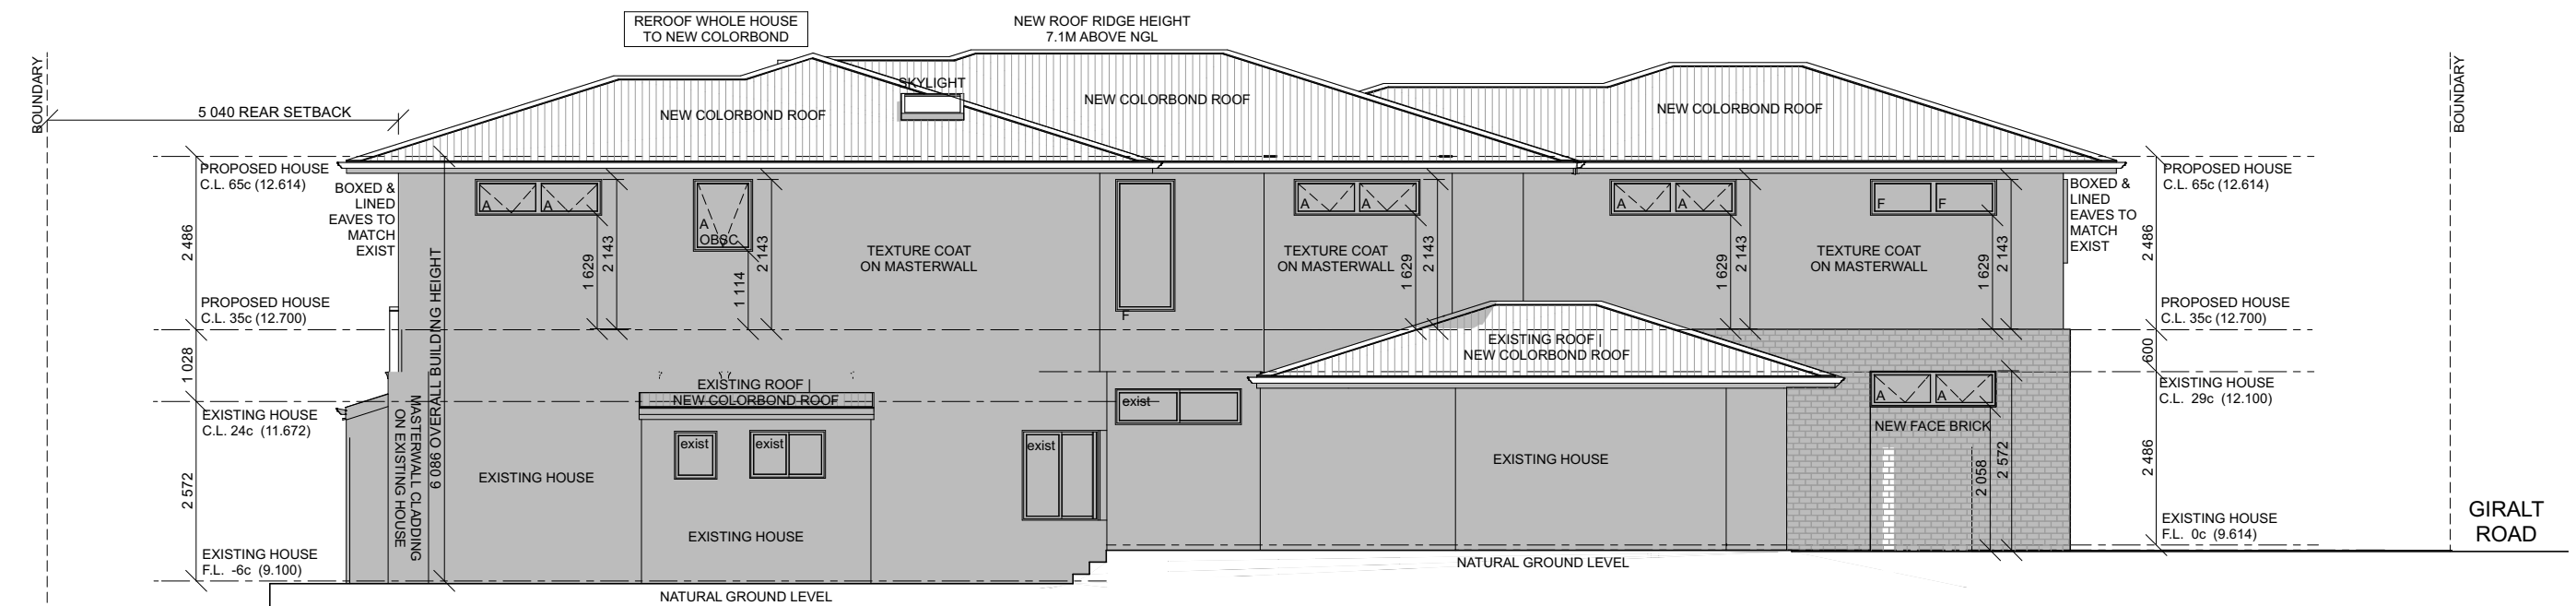 REROOF WHOLE HOUSE
TO NEW COLORBOND
NEW ROOF RIDGE HEIGHT
7.1M ABOVE NGL
BOUNDARY
5 040 REAR SETBACK
SKYLIGHT
NEW COLORBOND ROOF
NEW COLORBOND ROOF
NEW COLORBOND ROOF
BOUNDARY
PROPOSED HOUSE
C.L. 65c (12.614)
BOXED &
LINED
EAVES TO
MATCH
EXIST
2 486
PROPOSED HOUSE
C.L. 35c (12.700)
1 028
EXISTING HOUSE
C.L. 24c (11.672)
2 572
EXISTING HOUSE
F.L. -6c (9.100)
MASTERWALL CLADDING
ON EXISTING HOUSE
6 086 OVERALL BUILDING HEIGHT
A
A
1 629
2 143
A
OBSC
1 114
2 143
TEXTURE COAT
ON MASTERWALL
F
A
A
TEXTURE COAT
ON MASTERWALL
1 629
2 143
A
A
1 629
2 143
TEXTURE COAT
ON MASTERWALL
F
F
1 629
2 143
BOXED &
LINED
EAVES TO
MATCH
EXIST
PROPOSED HOUSE
C.L. 65c (12.614)
2 486
PROPOSED HOUSE
C.L. 35c (12.700)
600
EXISTING HOUSE
C.L. 29c (12.100)
2 486
EXISTING HOUSE
F.L. 0c (9.614)
EXISTING ROOF |
NEW COLORBOND ROOF
EXISTING ROOF |
NEW COLORBOND ROOF
exist
exist
exist
exist
EXISTING HOUSE
EXISTING HOUSE
EXISTING HOUSE
A
A
NEW FACE BRICK
2 058
2 572
GIRALT
ROAD
NATURAL GROUND LEVEL
NATURAL GROUND LEVEL